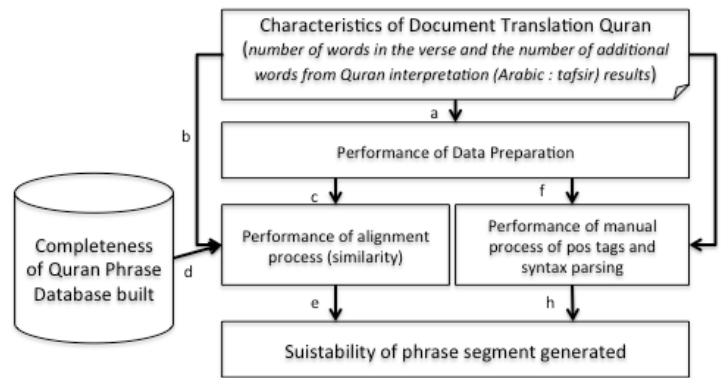 Characteristics of Document Translation Quran
(number of words in the verse and the number of additional
words from Quran interpretation (Arabic : tafsir) results)
a
b
Performance of Data Preparation
c
f
Completeness
of Quran Phrase
Database built
d
Performance of alignment
process (similarity)
Performance of manual
process of pos tags and
syntax parsing
e
h
Suistability of phrase segment generated